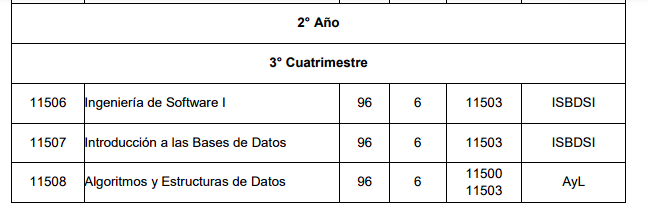 2° Año
3° Cuatrimestre
11506 Ingeniería de Software I 96 6 11503 ISBDSI
11507 Introducción a las Bases de Datos 96 6 11503 ISBDSI
11508 Algoritmos y Estructuras de Datos 96 6 11500 11503 AyL